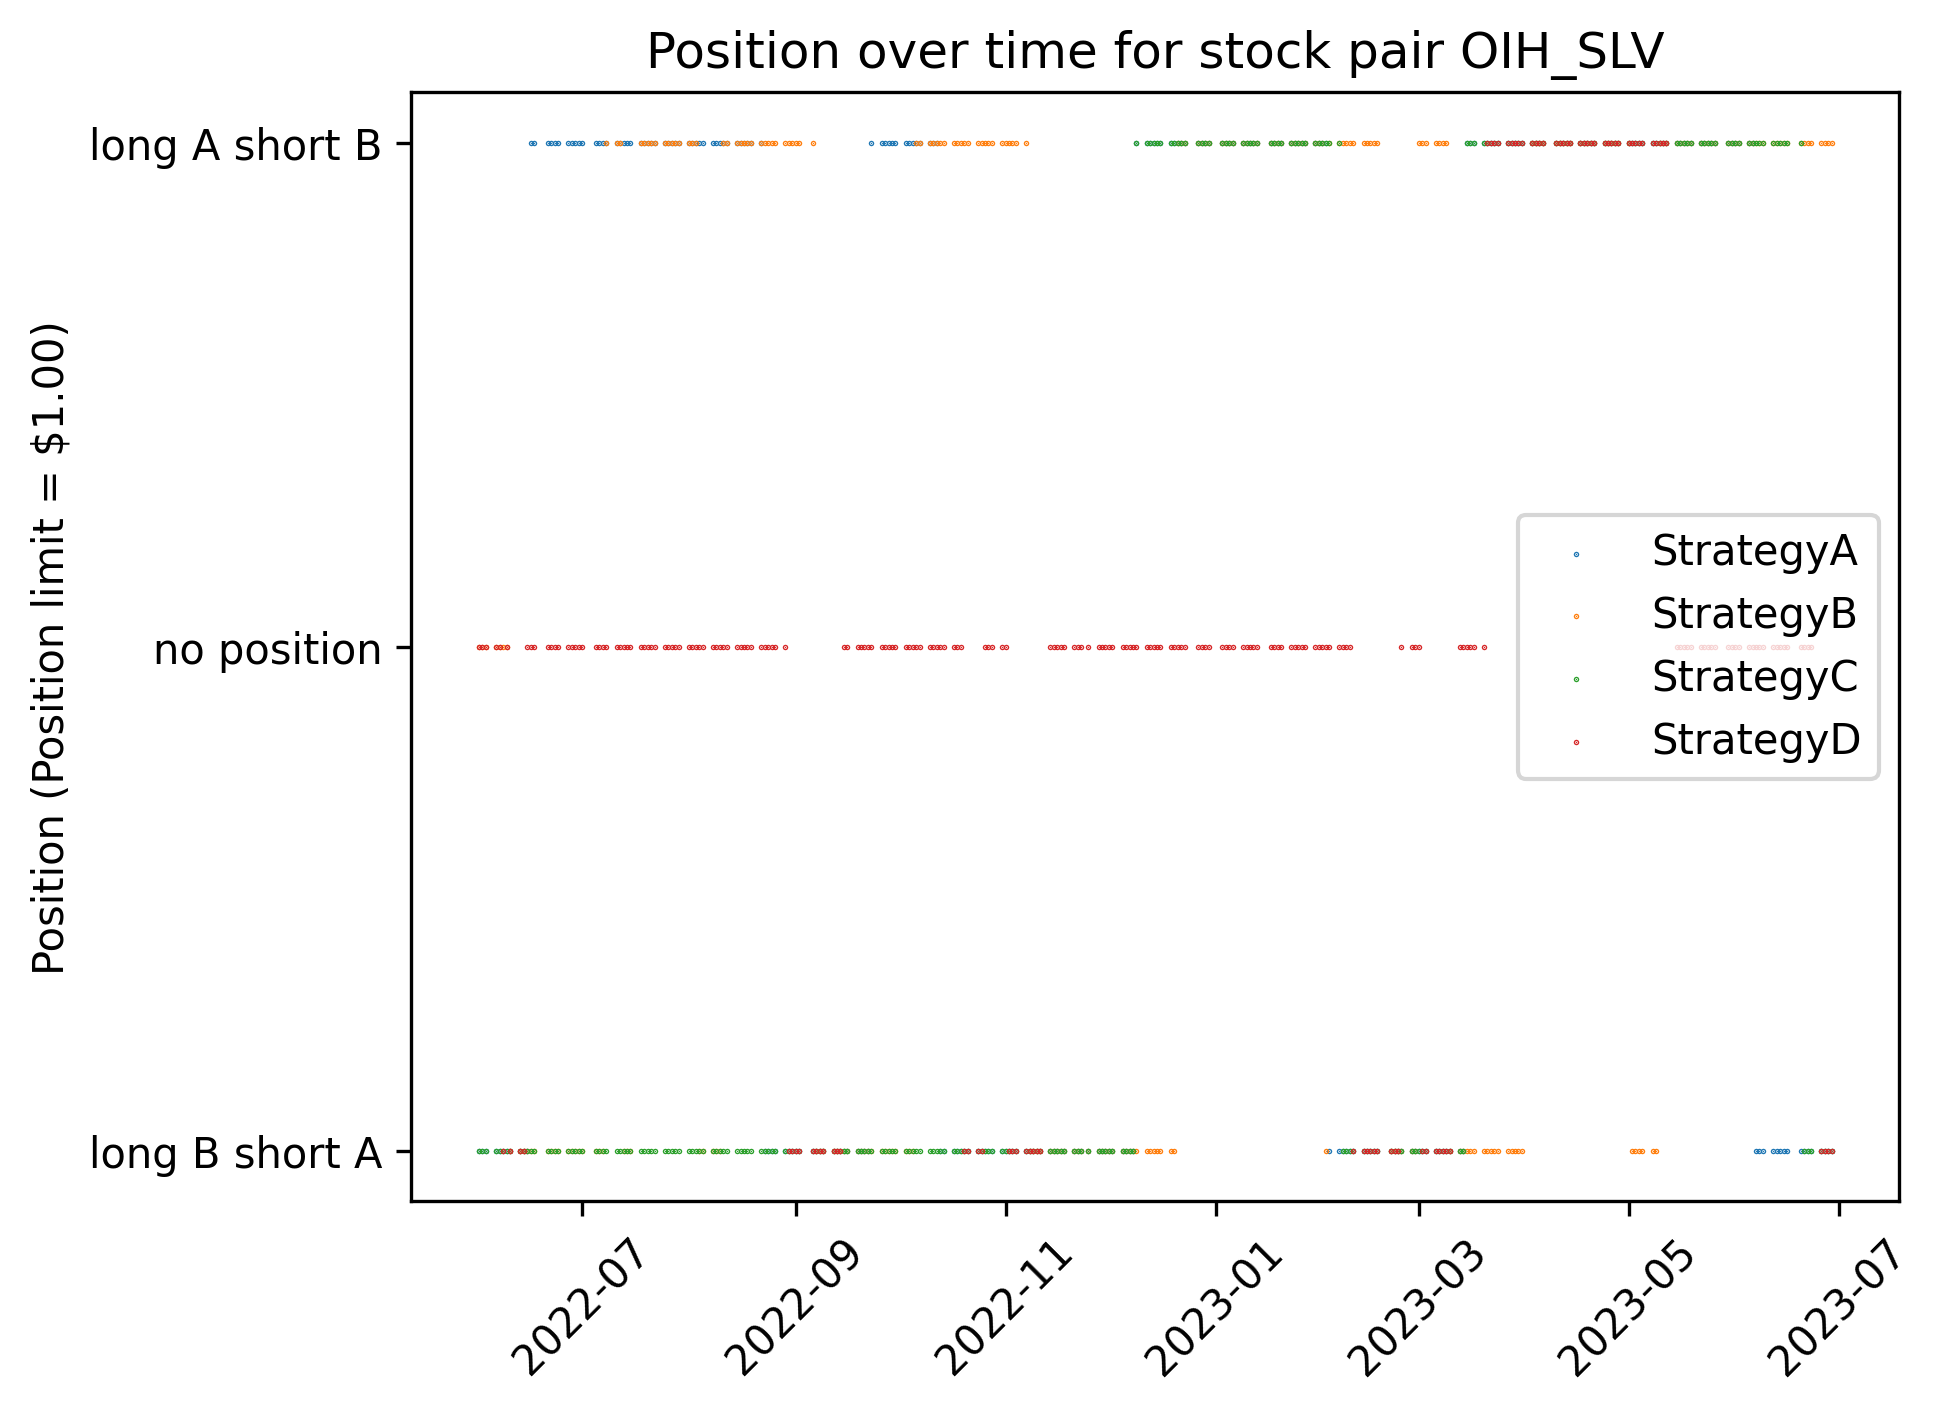 Position over time for stock pair OIH_SLV
long A short B
no position
long B short A
Position (Position limit = $1.00)
StrategyA
StrategyB
StrategyC
StrategyD
2022-07
2022-09
2022-11
2023-01
2023-03
2023-05
2023-07